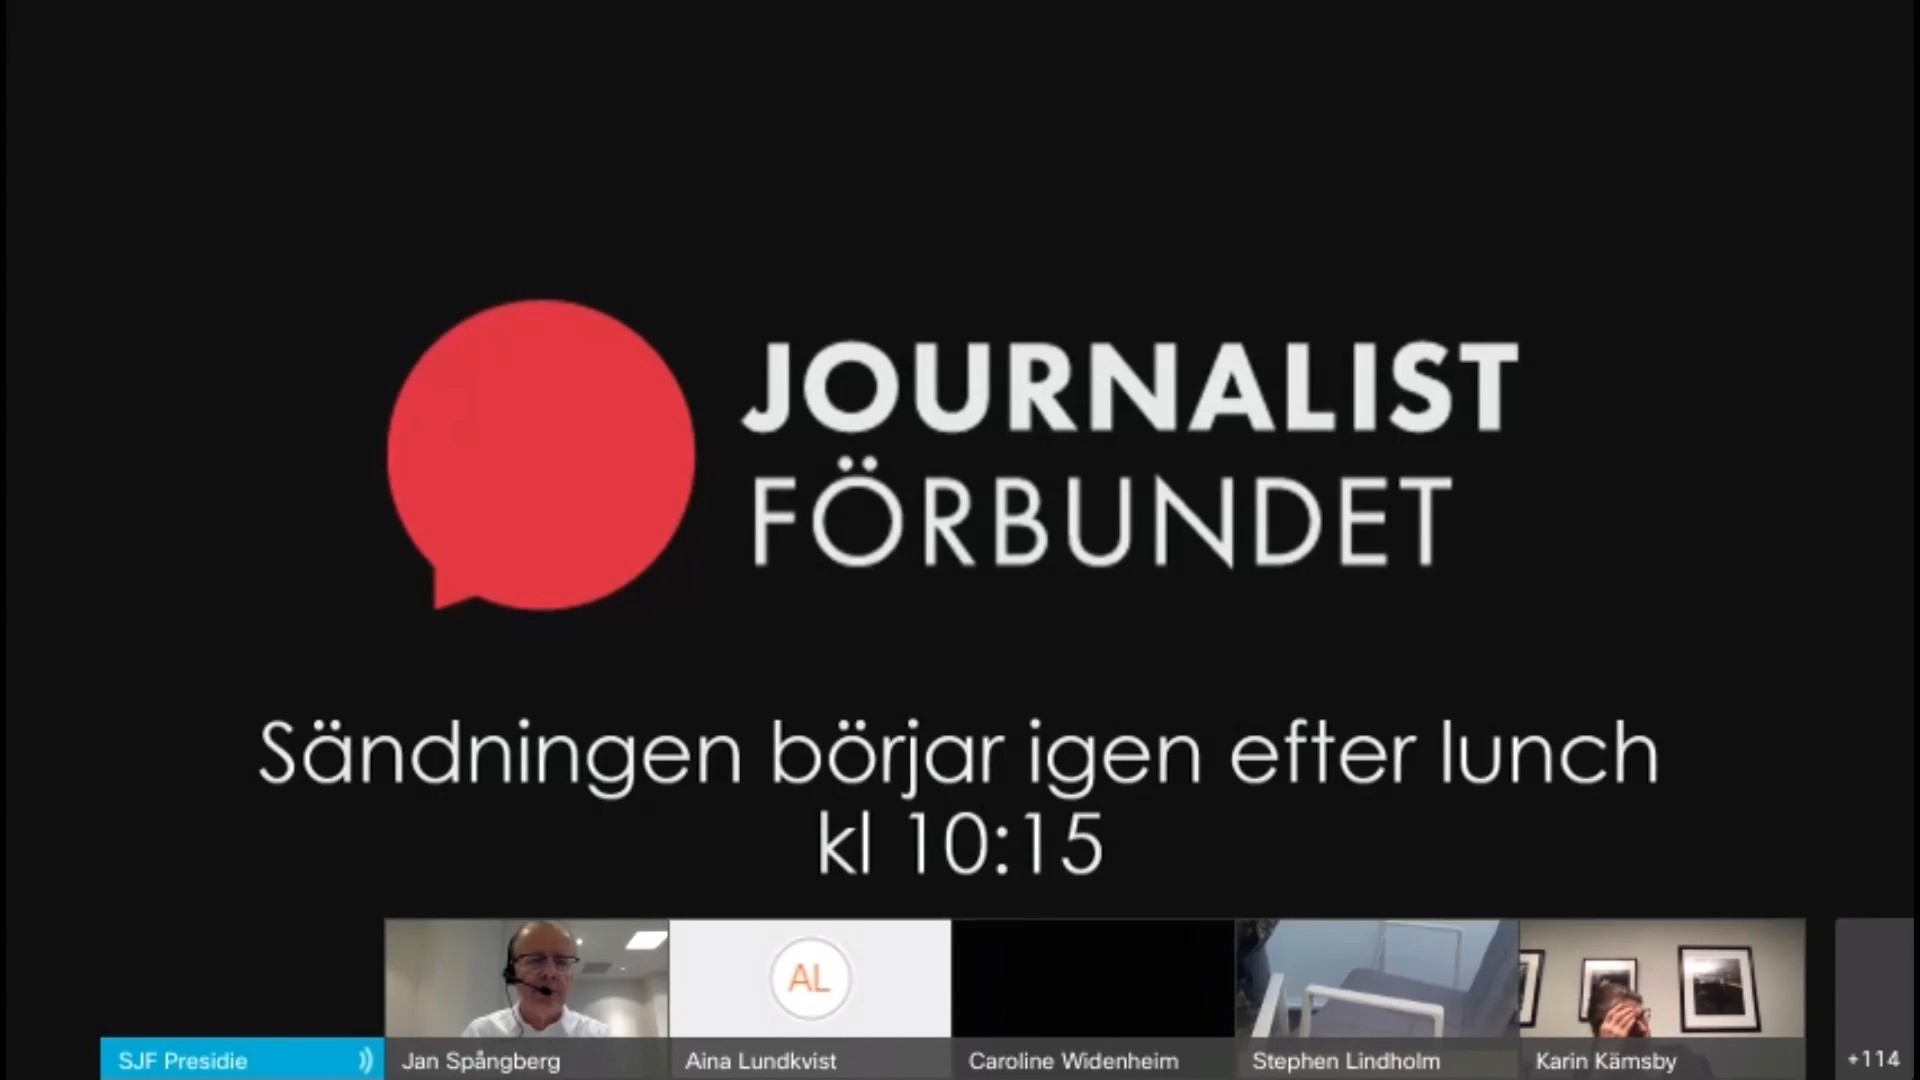 JOURNALIST
FÖRBUNDET
Sändningen börjar igen efter lunch
kl 10:15
AL
SJF Presidie
Jan Spångberg
Aina Lundkvist
Caroline Widenheim
Stephen Lindholm
Karin Kämsby
+114